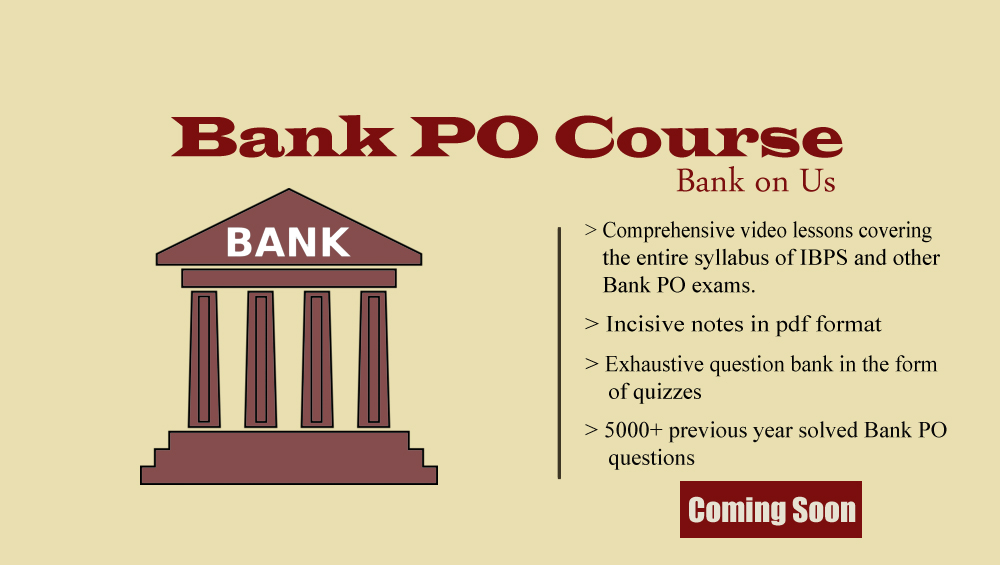 Bank PO Course
Bank on Us
BANK
> Comprehensive video lessons covering
the entire syllabus of IBPS and other
Bank PO exams.
> Incisive notes in pdf format
> Exhaustive question bank in the form
of quizzes
> 5000+ previous year solved Bank PO
questions
Coming Soon